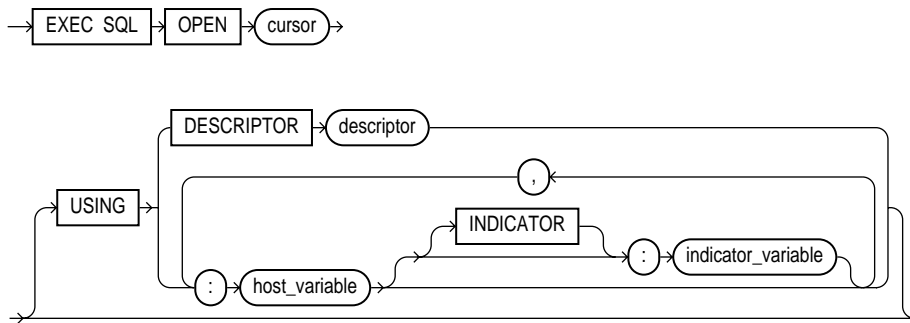 EXEC SQL OPEN cursor
DESCRIPTOR descriptor
,
USING INDICATOR
: host_variable : indicator_variable